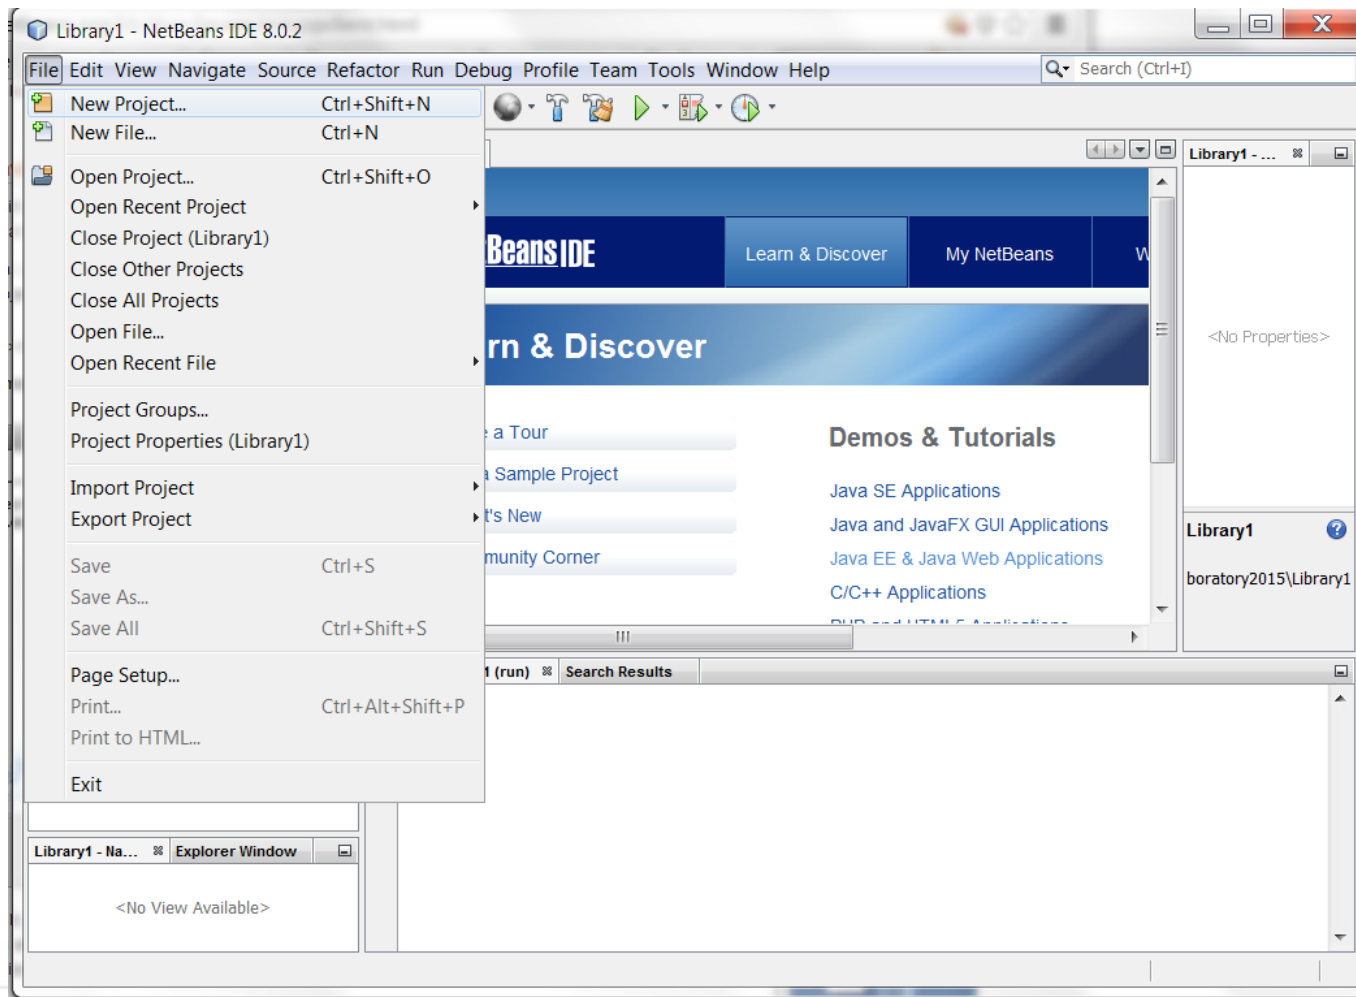 Library1 - NetBeans IDE 8.0.2
File Edit View Navigate Source Refactor Run Debug Profile Team Tools Window Help
Search (Ctrl+I)
New Project... Ctrl+Shift+N
New File... Ctrl+N
Open Project... Ctrl+Shift+O
Open Recent Project
Close Project (Library1)
Close Other Projects
Close All Projects
Open File...
Open Recent File
Project Groups...
Project Properties (Library1)
Import Project
Export Project
Save Ctrl+S
Save As...
Save All Ctrl+Shift+S
Page Setup...
Print... Ctrl+Alt+Shift+P
Print to HTML...
Exit
Beans IDE
Learn & Discover
My NetBeans
W
rn & Discover
a Tour
a Sample Project
t's New
munity Corner
Demos & Tutorials
Java SE Applications
Java and JavaFX GUI Applications
Java EE & Java Web Applications
C/C++ Applications
PHP and HTML5 Applications
Library1 - ...
<No Properties>
Library1
boratory2015\Library1
1 (run)
Search Results
Library1 - Na...
Explorer Window
<No View Available>